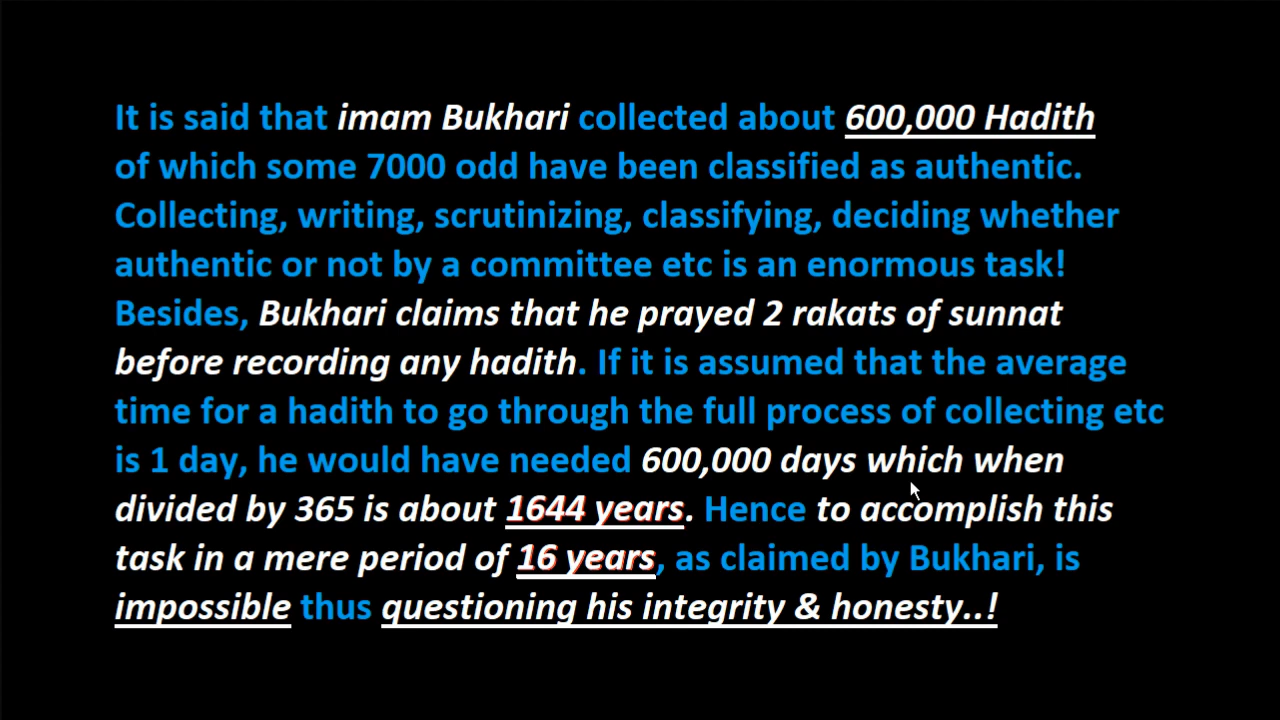 It is said that imam Bukhari collected about 600,000 Hadith
of which some 7000 odd have been classified as authentic.
Collecting, writing, scrutinizing, classifying, deciding whether
authentic or not by a committee etc is an enormous task!
Besides, Bukhari claims that he prayed 2 rakats of sunnat
before recording any hadith. If it is assumed that the average
time for a hadith to go through the full process of collecting etc
is 1 day, he would have needed 600,000 days which when
divided by 365 is about 1644 years. Hence to accomplish this
task in a mere period of 16 years, as claimed by Bukhari, is
impossible thus questioning his integrity & honesty..!